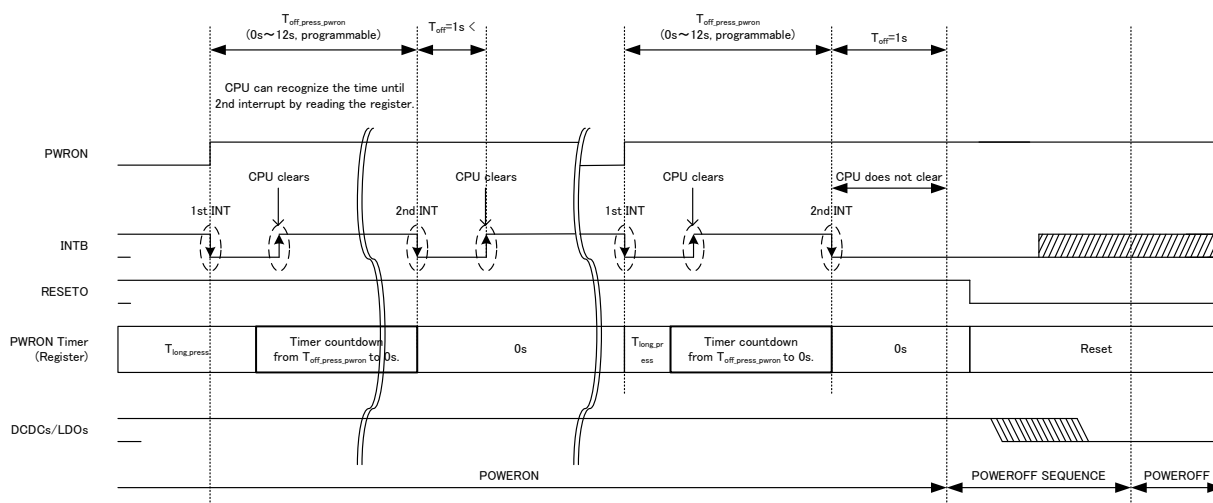 Toff_press_pwron
(0s～12s, programmable)
Toff=1s <
Toff_press_pwron
(0s～12s, programmable)
Toff=1s
CPU can recognize the time until
2nd interrupt by reading the register.
PWRON
CPU clears
CPU clears
CPU clears
CPU does not clear
1st INT
2nd INT
1st INT
2nd INT
INTB
RESETO
PWRON Timer
(Register)
Tlong_press
Timer countdown
from Toff_press_pwron to 0s.
0s
Tlong_pr
ess
Timer countdown
from Toff_press_pwron to 0s.
0s
Reset
DCDCs/LDOs
POWERON
POWEROFF SEQUENCE
POWEROFF